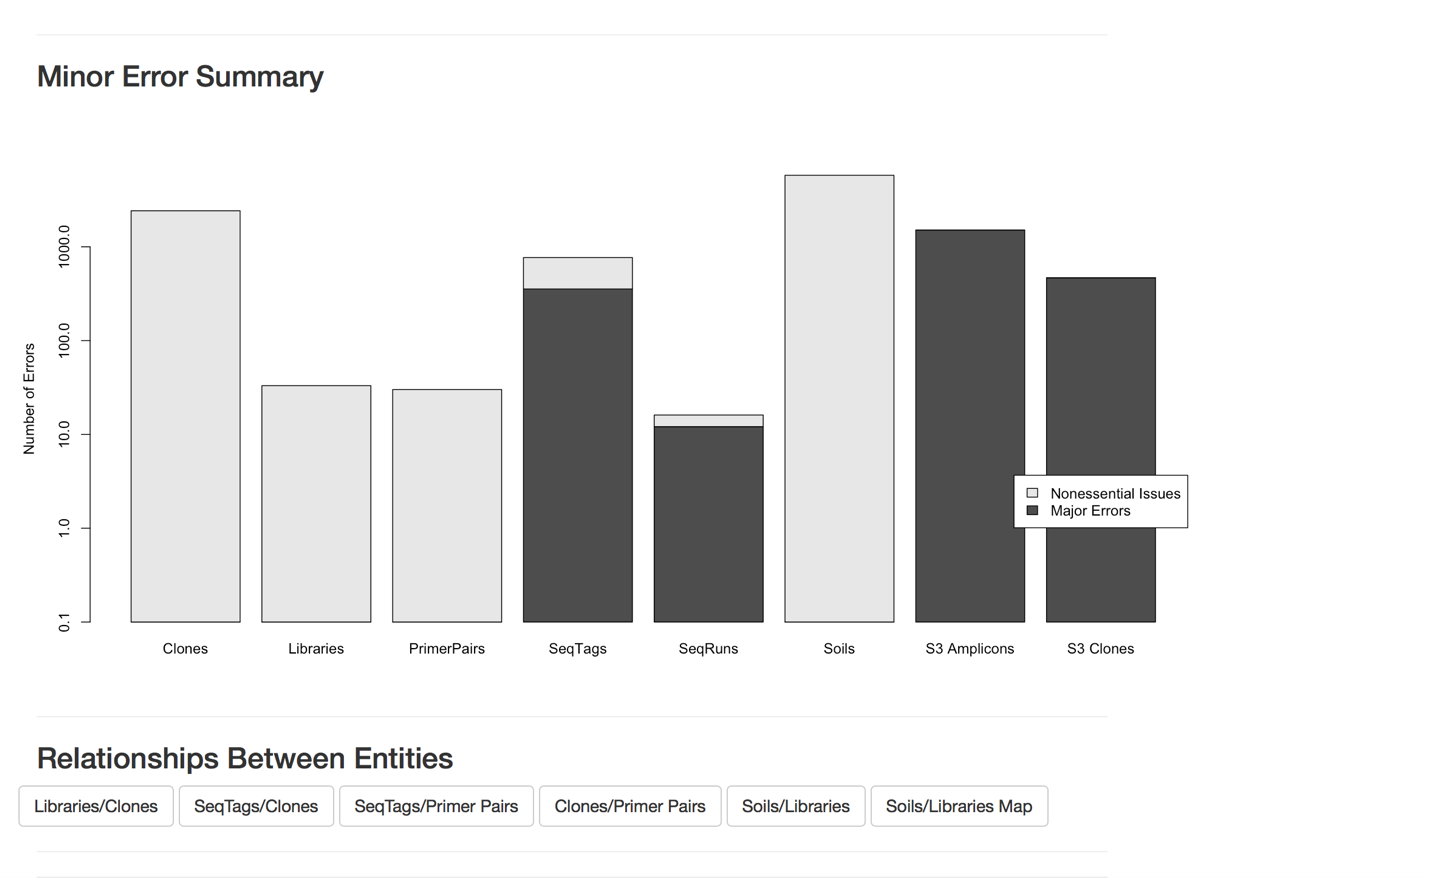 Minor Error Summary
Number of Errors
1000.0
100.0
10.0
1.0
0.1
Nonessential Issues
Major Errors
Clones Libraries PrimerPairs SeqTags SeqRuns Soils S3 Amplicons S3 Clones
Relationships Between Entities
Libraries/Clones SeqTags/Clones SeqTags/Primer Pairs Clones/Primer Pairs Soils/Libraries Soils/Libraries Map